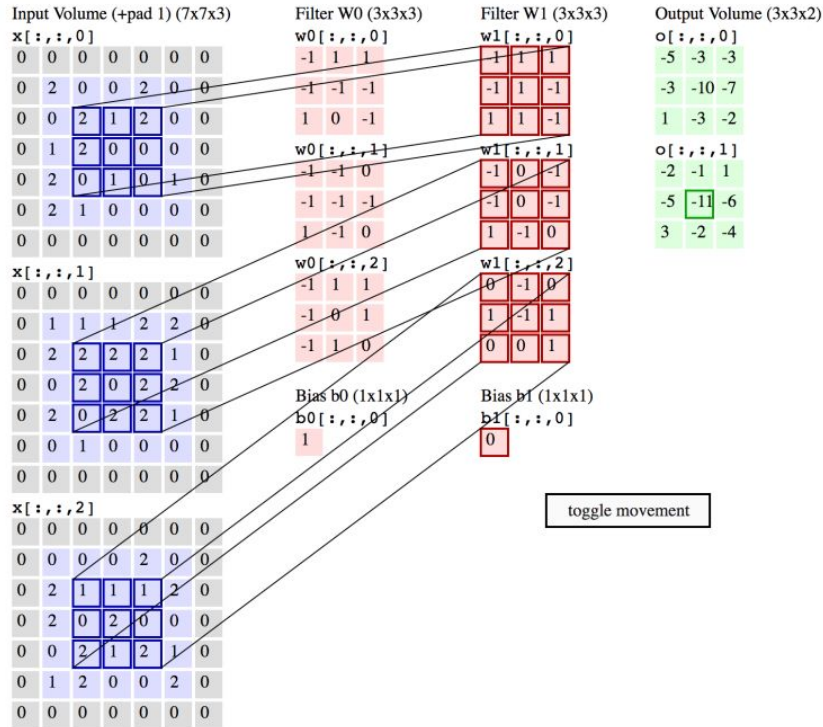 Input Volume (+pad 1) (7x7x3)
x[:,:,0]
0 0 0 0 0 0 0
0 2 0 0 2 0 0
0 0 2 1 2 0 0
0 1 2 0 0 0 0
0 2 0 1 0 1 0
0 2 1 0 0 0 0
0 0 0 0 0 0 0
x[:,:,1]
0 0 0 0 0 0 0
0 1 1 1 2 2 0
0 2 2 2 2 1 0
0 0 2 0 2 2 0
0 2 0 2 2 1 0
0 0 1 0 0 0 0
0 0 0 0 0 0 0
x[:,:,2]
0 0 0 0 0 0 0
0 0 0 0 2 0 0
0 2 1 1 1 2 0
0 2 0 2 0 0 0
0 0 2 1 2 1 0
0 1 2 0 0 2 0
0 0 0 0 0 0 0
Filter W0 (3x3x3)
w0[:,:,0]
-1 1 1
-1 -1 -1
1 0 -1
w0[:,:,1]
-1 -1 0
-1 -1 -1
1 -1 0
w0[:,:,2]
-1 1 1
-1 0 1
-1 1 0
Bias b0 (1x1x1)
b0[:,:,0]
1
Filter W1 (3x3x3)
w1[:,:,0]
-1 1 1
-1 1 -1
1 1 -1
w1[:,:,1]
-1 0 -1
-1 0 -1
1 -1 0
w1[:,:,2]
0 -1 0
1 -1 1
0 0 1
Bias b1 (1x1x1)
b1[:,:,0]
0
Output Volume (3x3x2)
o[:,:,0]
-5 -3 -3
-3 -10 -7
1 -3 -2
o[:,:,1]
-2 -1 1
-5 -11 -6
3 -2 -4
toggle movement